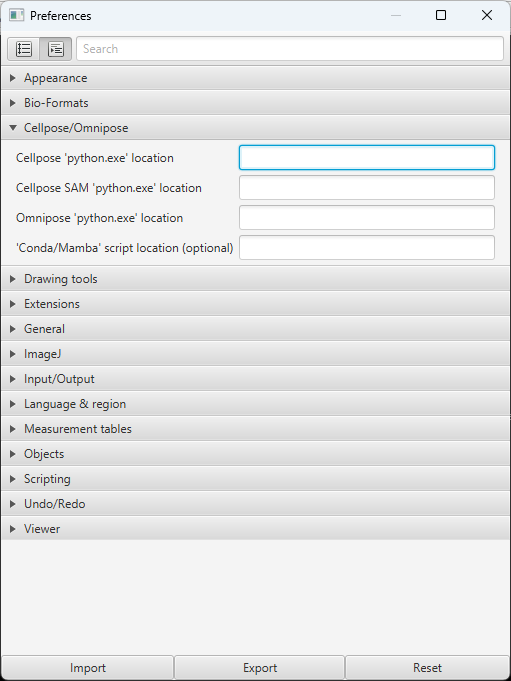 Preferences
Search
Appearance
Bio-Formats
Cellpose/Omnipose
Cellpose 'python.exe' location
Cellpose SAM 'python.exe' location
Omnipose 'python.exe' location
'Conda/Mamba' script location (optional)
Drawing tools
Extensions
General
ImageJ
Input/Output
Language & region
Measurement tables
Objects
Scripting
Undo/Redo
Viewer
Import Export Reset